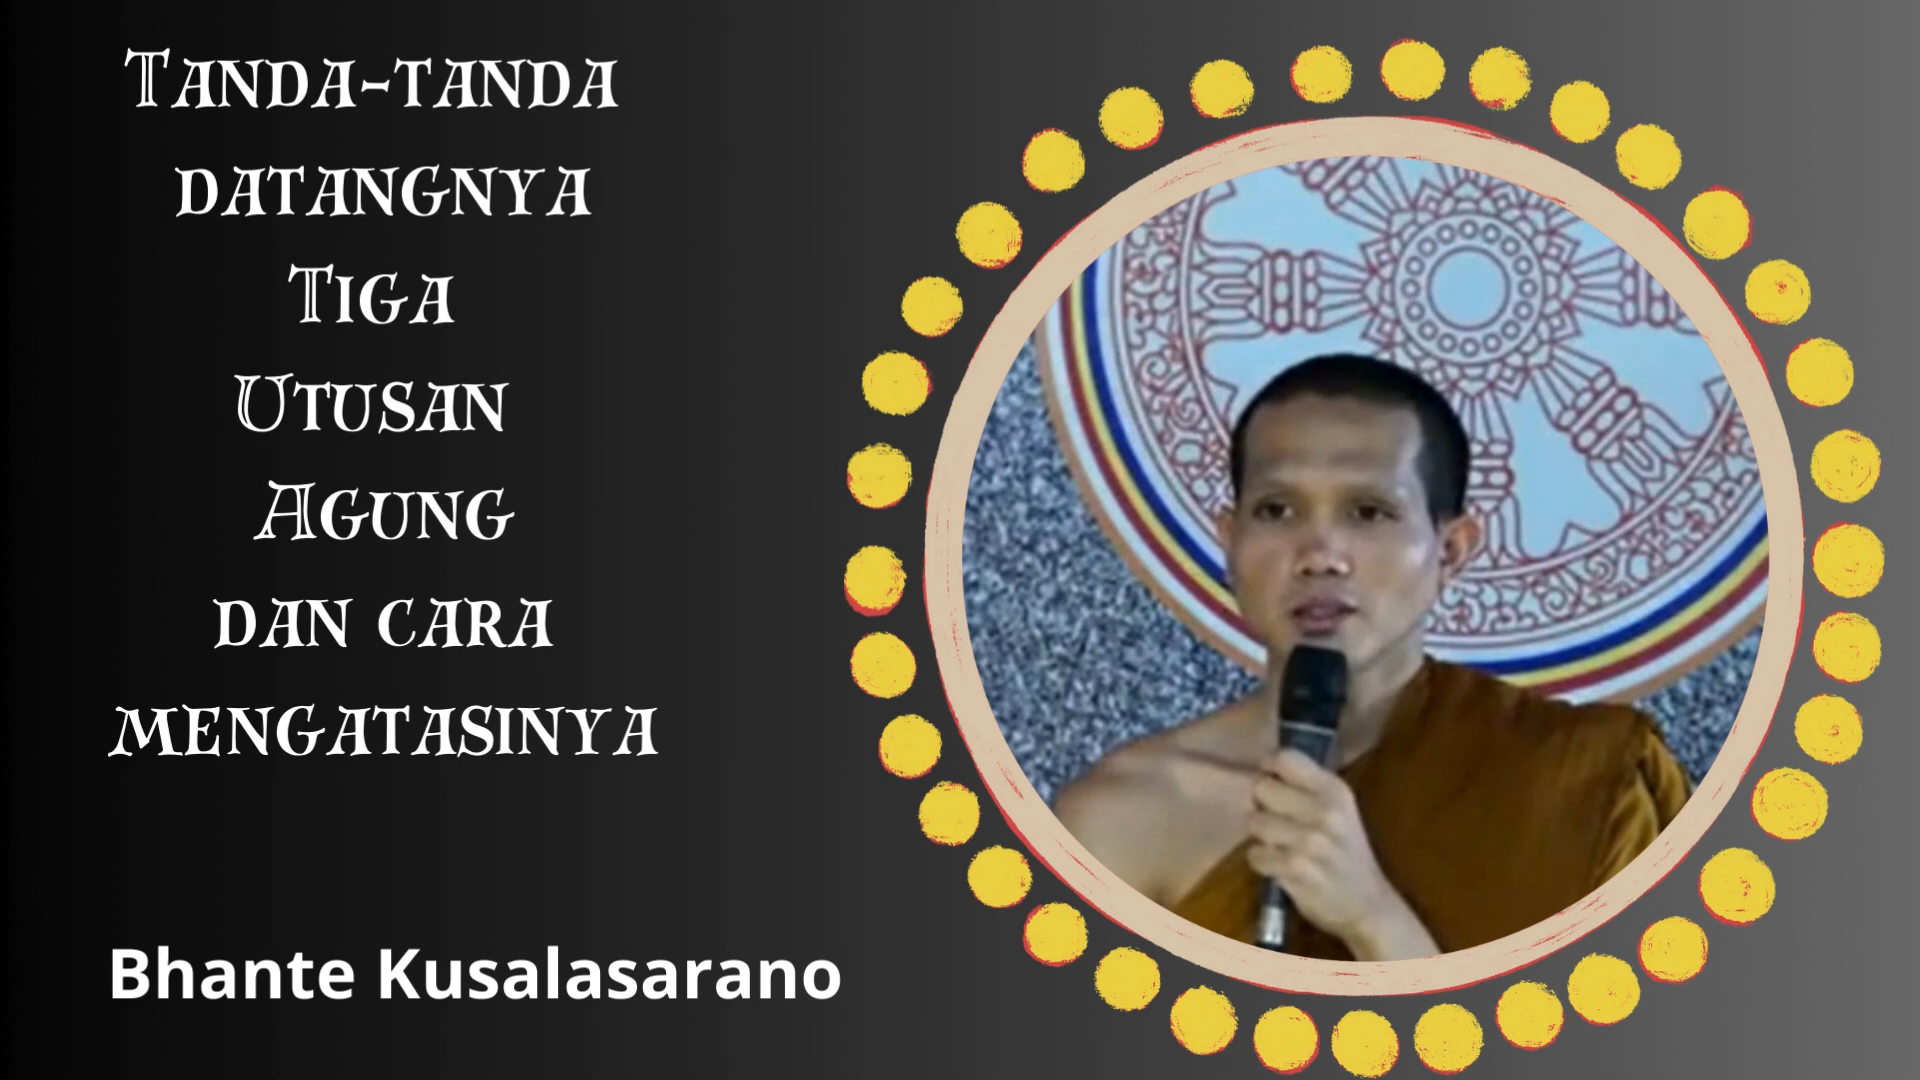 Tanda-tanda
datangnya
Tiga
Utusan
Agung
dan cara
mengatasinya
Bhante Kusalasarano